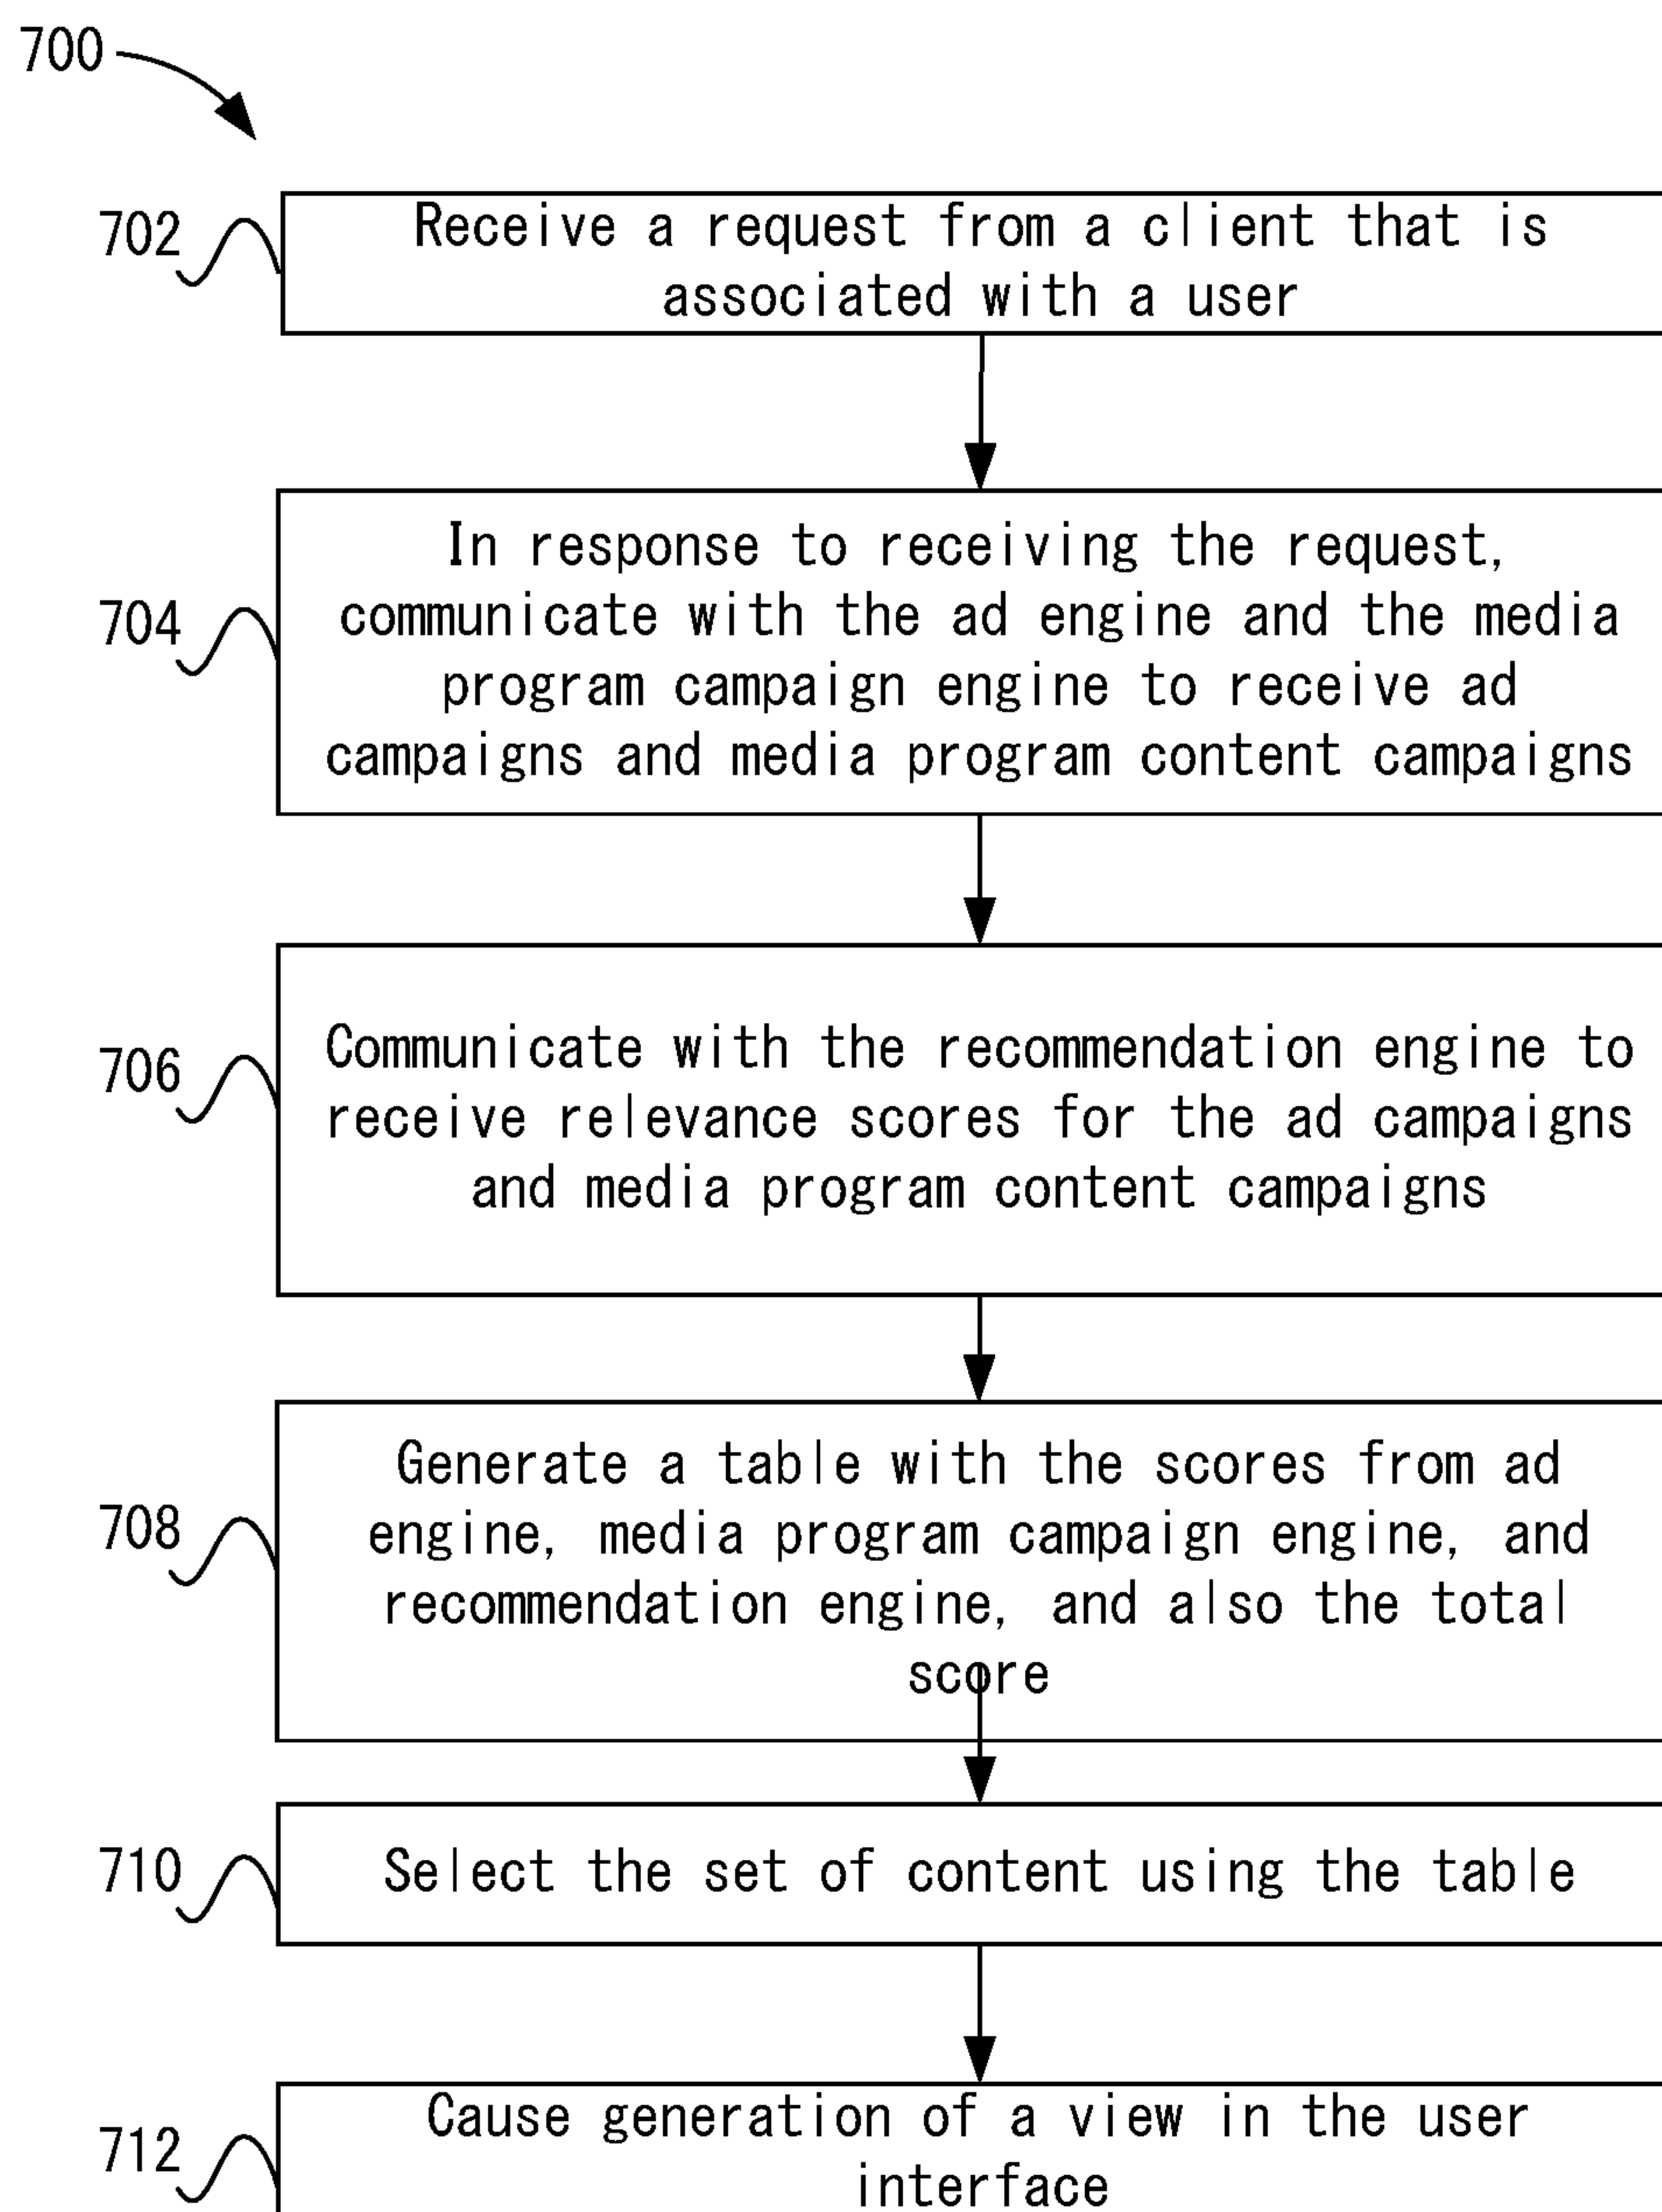 700
702
Receive a request from a client that is
associated with a user
704
In response to receiving the request,
communicate with the ad engine and the media
program campaign engine to receive ad
campaigns and media program content campaigns
706
Communicate with the recommendation engine to
receive relevance scores for the ad campaigns
and media program content campaigns
708
Generate a table with the scores from ad
engine, media program campaign engine, and
recommendation engine, and also the total
score
710
Select the set of content using the table
712
Cause generation of a view in the user
interface